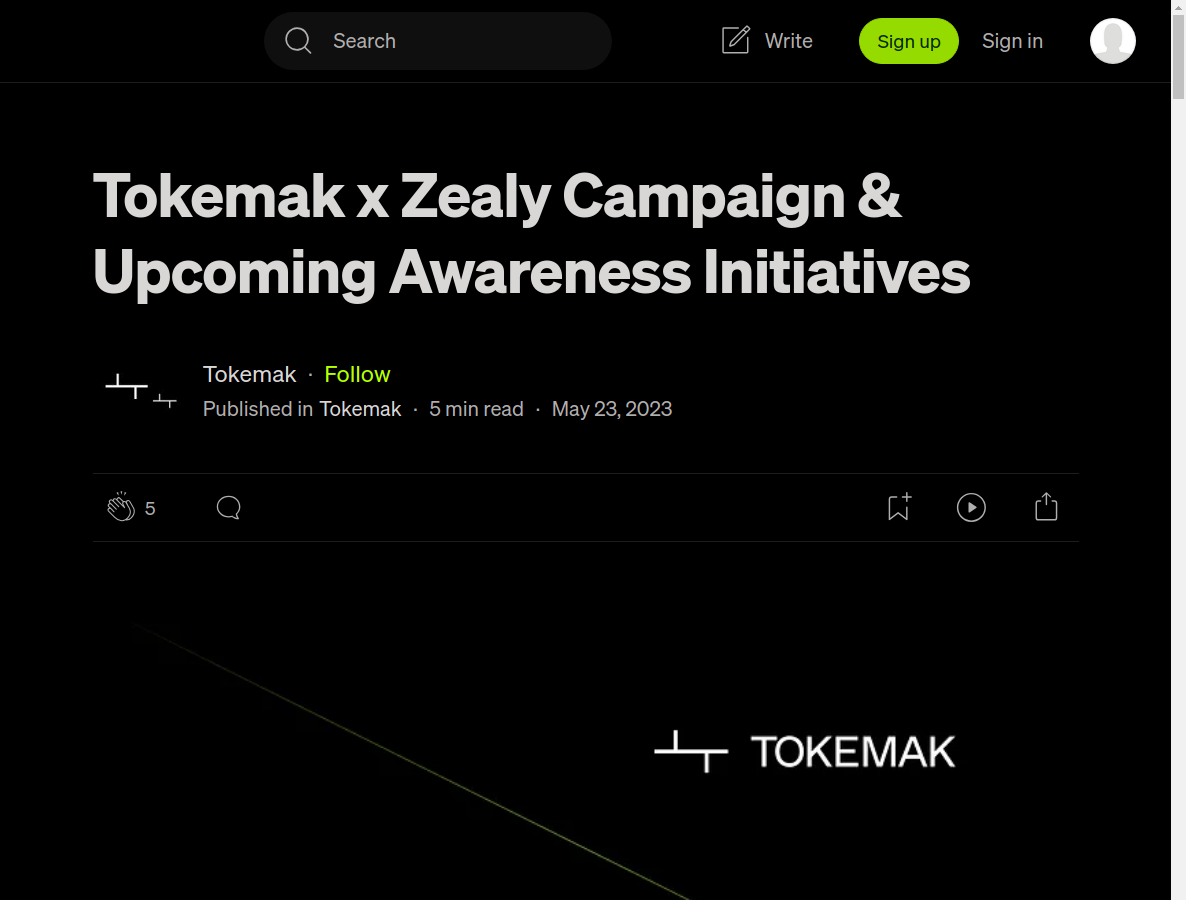 Search
Write
Sign up
Sign in
Tokemak x Zealy Campaign &
Upcoming Awareness Initiatives
Tokemak · Follow
Published in Tokemak · 5 min read · May 23, 2023
5
TOKEMAK